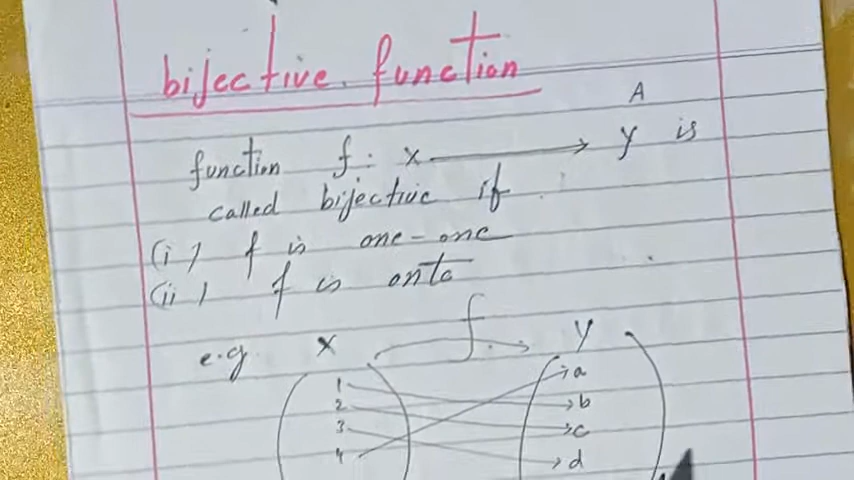 bijective function
A
function f: x → y is
called bijective if
(i) f is one-one
(ii) f is onto
f
e.g x y
1 a
2 b
3 c
4 d